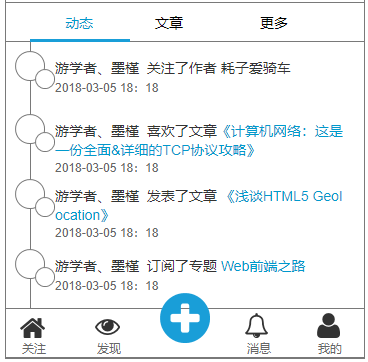 动态 文章 更多
游学者、墨槿 关注了作者 耗子爱骑车
2018-03-05 18：18
游学者、墨槿 喜欢了文章《计算机网络：这是
一份全面&详细的TCP协议攻略》
2018-03-05 18：18
游学者、墨槿 发表了文章 《浅谈HTML5 Geol
ocation》
2018-03-05 18：18
游学者、墨槿 订阅了专题 Web前端之路
2018-03-05 18：18
关注 发现 消息 我的